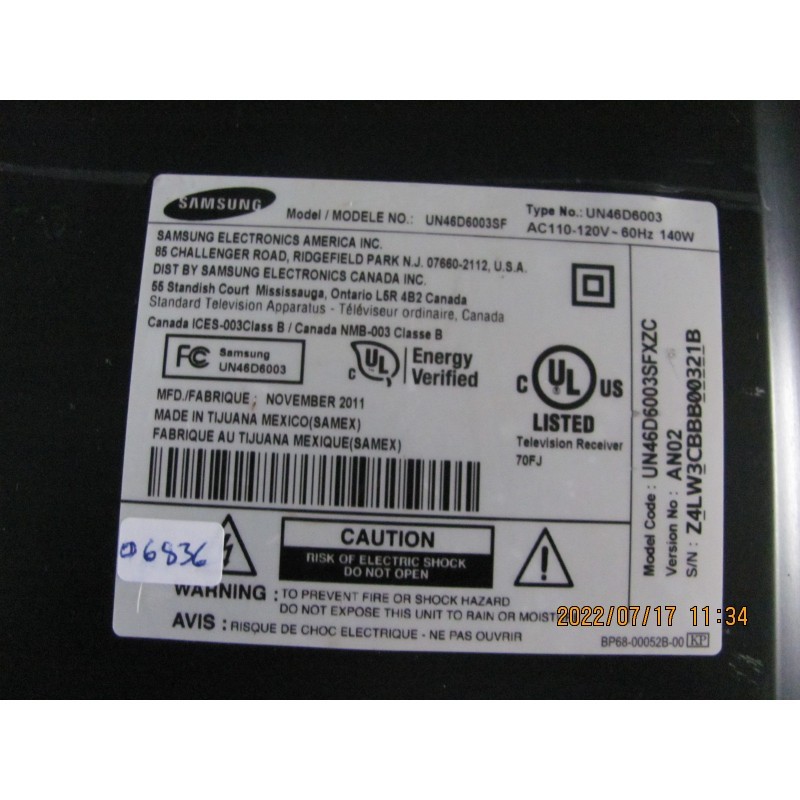 SAMSUNG
Model / MODELE NO.: UN46D6003SF
Type No.: UN46D6003
AC110-120V~60Hz 140W
SAMSUNG ELECTRONICS AMERICA INC.
85 CHALLENGER ROAD, RIDGEFIELD PARK N.J. 07660-2112, U.S.A.
DIST BY SAMSUNG ELECTRONICS CANADA INC.
55 Standish Court Mississauga, Ontario L5R 4B2 Canada
Standard Television Apparatus - Téléviseur ordinaire, Canada
Canada ICES-003Class B / Canada NMB-003 Classe B
FC Samsung
UN46D6003
C UL Energy
Verified
C UL US
LISTED
Television Receiver
70FJ
MFD./FABRIQUE : NOVEMBER 2011
MADE IN TIJUANA MEXICO(SAMEX)
FABRIQUE AU TIJUANA MEXIQUE(SAMEX)
Model Code : UN46D6003SFXZC
Version No : AN02
S/N : Z4LW3CBBB00321B
06836
CAUTION
RISK OF ELECTRIC SHOCK
DO NOT OPEN
WARNING : TO PREVENT FIRE OR SHOCK HAZARD
DO NOT EXPOSE THIS UNIT TO RAIN OR
AVIS : RISQUE DE CHOC ELECTRIQUE - NE PAS OUVRIR
2022/07/17 11:34
BP68-00052B-00 KP